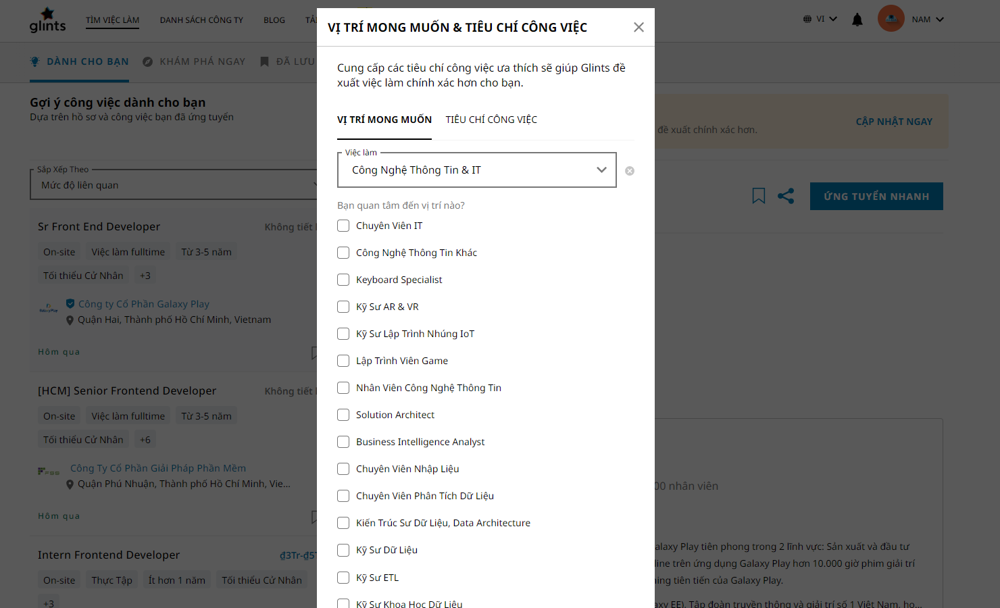 glints
TÌM VIỆC LÀM
DANH SÁCH CÔNG TY
BLOG
VI
NAM
DÀNH CHO BẠN
KHÁM PHÁ NGAY
ĐÃ LƯU
Gợi ý công việc dành cho bạn
Dựa trên hồ sơ và công việc bạn đã ứng tuyển
đề xuất chính xác hơn.
CẬP NHẬT NGAY
Sắp Xếp Theo
Mức độ liên quan
ỨNG TUYỂN NHANH
Sr Front End Developer
Không tiết
On-site
Việc làm fulltime
Từ 3-5 năm
Tối thiểu Cử Nhân
+3
Công ty Cổ Phần Galaxy Play
Quận Hai, Thành phố Hồ Chí Minh, Vietnam
Hôm qua
[HCM] Senior Frontend Developer
Không tiết
On-site
Việc làm fulltime
Từ 3-5 năm
Tối thiểu Cử Nhân
+6
FSS
Công Ty Cổ Phần Giải Pháp Phần Mềm
Quận Phú Nhuận, Thành phố Hồ Chí Minh, Vie...
Hôm qua
Intern Frontend Developer
₫3Tr-₫5T
On-site
Thực Tập
Ít hơn 1 năm
Tối thiểu Cử Nhân
+3
VỊ TRÍ MONG MUỐN & TIÊU CHÍ CÔNG VIỆC
Cung cấp các tiêu chí công việc ưa thích sẽ giúp Glints đề
xuất việc làm chính xác hơn cho bạn.
VỊ TRÍ MONG MUỐN
TIÊU CHÍ CÔNG VIỆC
Việc làm
Công Nghệ Thông Tin & IT
Bạn quan tâm đến vị trí nào?
Chuyên Viên IT
Công Nghệ Thông Tin Khác
Keyboard Specialist
Kỹ Sư AR & VR
Kỹ Sư Lập Trình Nhúng IoT
Lập Trình Viên Game
Nhân Viên Công Nghệ Thông Tin
Solution Architect
Business Intelligence Analyst
Chuyên Viên Nhập Liệu
Chuyên Viên Phân Tích Dữ Liệu
Kiến Trúc Sư Dữ Liệu, Data Architecture
Kỹ Sư Dữ Liệu
Kỹ Sư ETL
Kỹ Sư Khoa Học Dữ Liệu
00 nhân viên
alaxy Play tiên phong trong 2 lĩnh vực: Sản xuất và đầu tư
line trên ứng dụng Galaxy Play hơn 10.000 giờ phim giải trí
ning tiên tiến của Galaxy Play.
axy EE), Tập đoàn truyền thông và giải trí số 1 Việt Nam, ho...